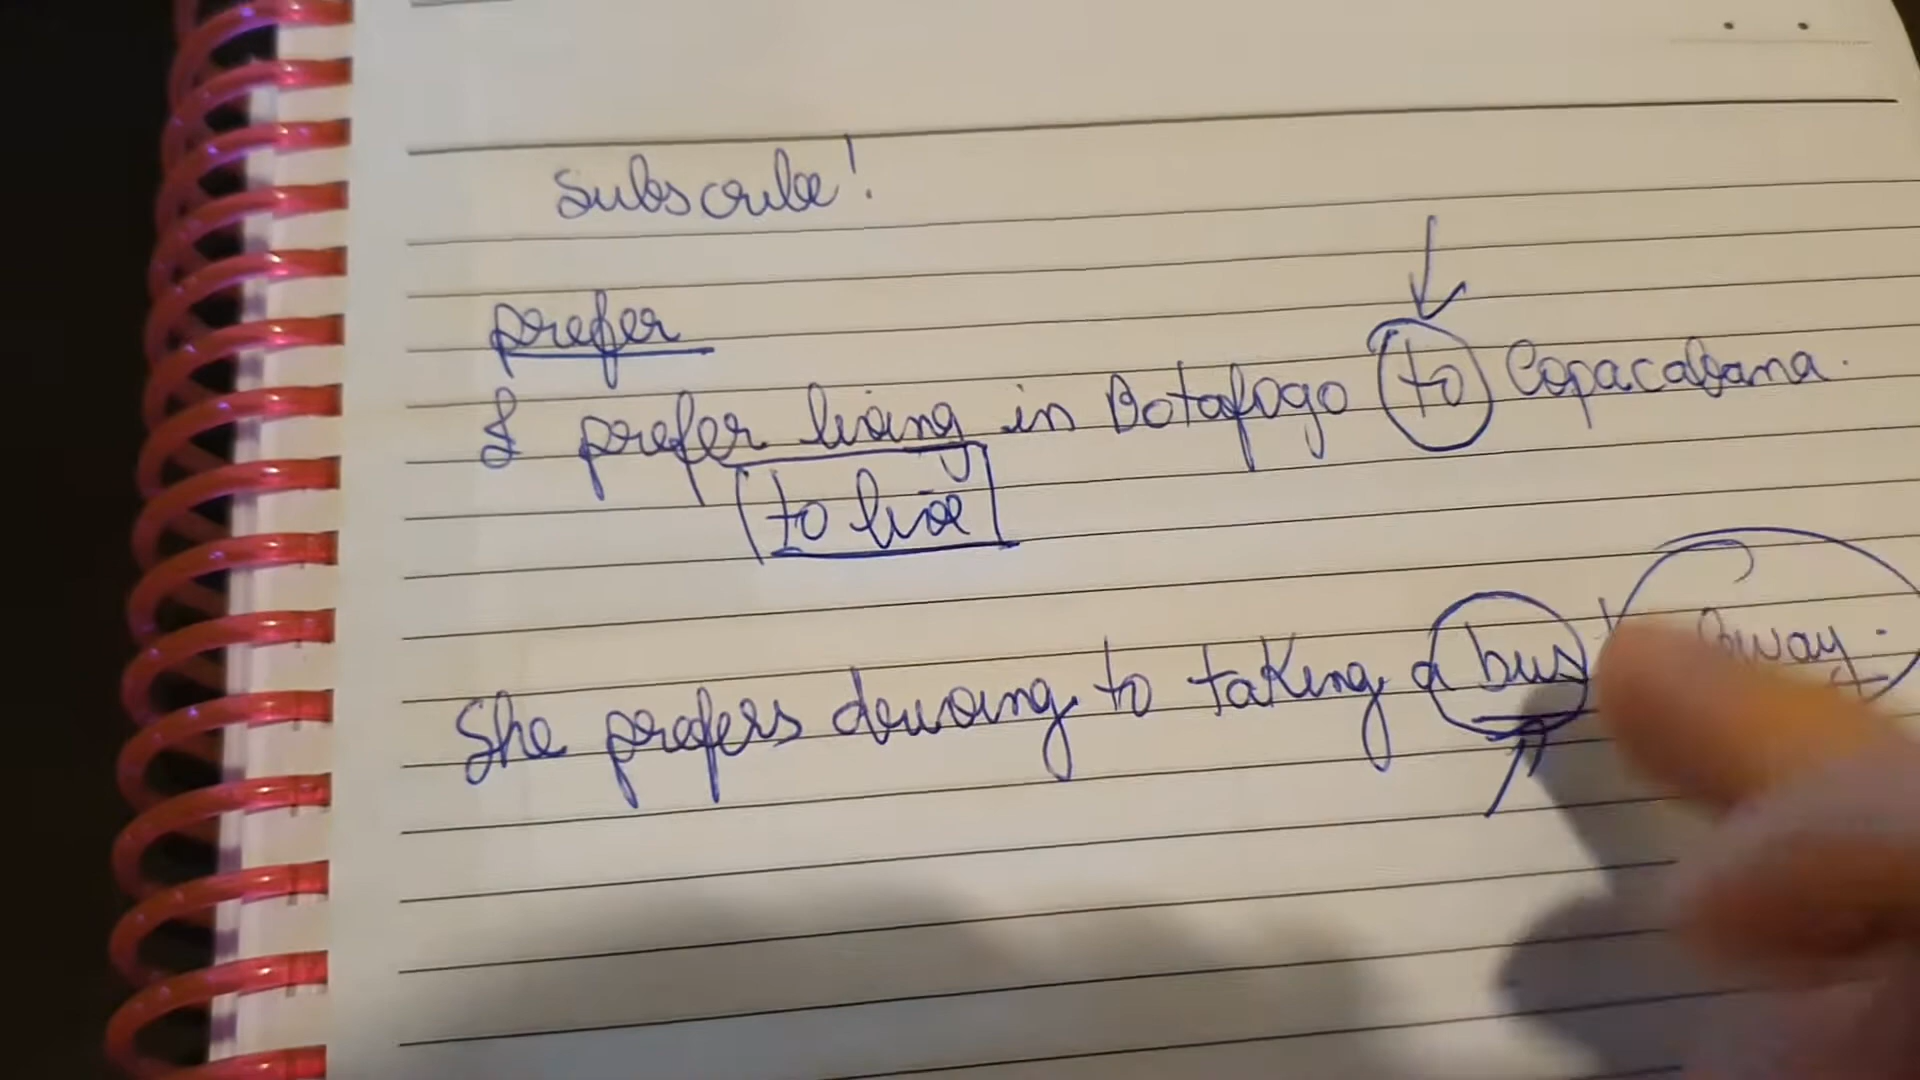 Subscribe!
prefer
I prefer living in Botafogo to Copacabana.
to live
She prefers driving to taking a bus